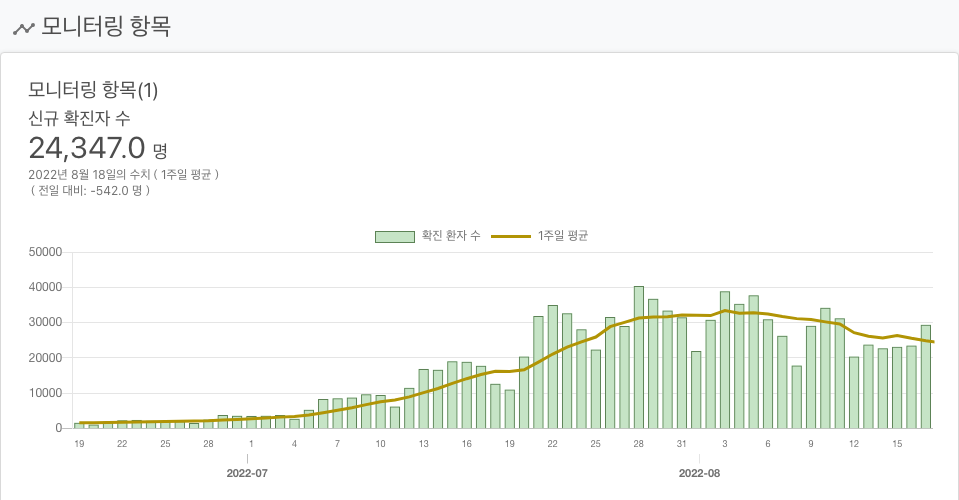 모니터링 항목
모니터링 항목(1)
신규 확진자 수
24,347.0 명
2022년 8월 18일의 수치 ( 1주일 평균 )
( 전일 대비: -542.0 명 )
확진 환자 수 1주일 평균
50000
40000
30000
20000
10000
0
19 22 25 28 1 4 7 10 13 16 19 22 25 28 31 3 6 9 12 15
2022-07 2022-08